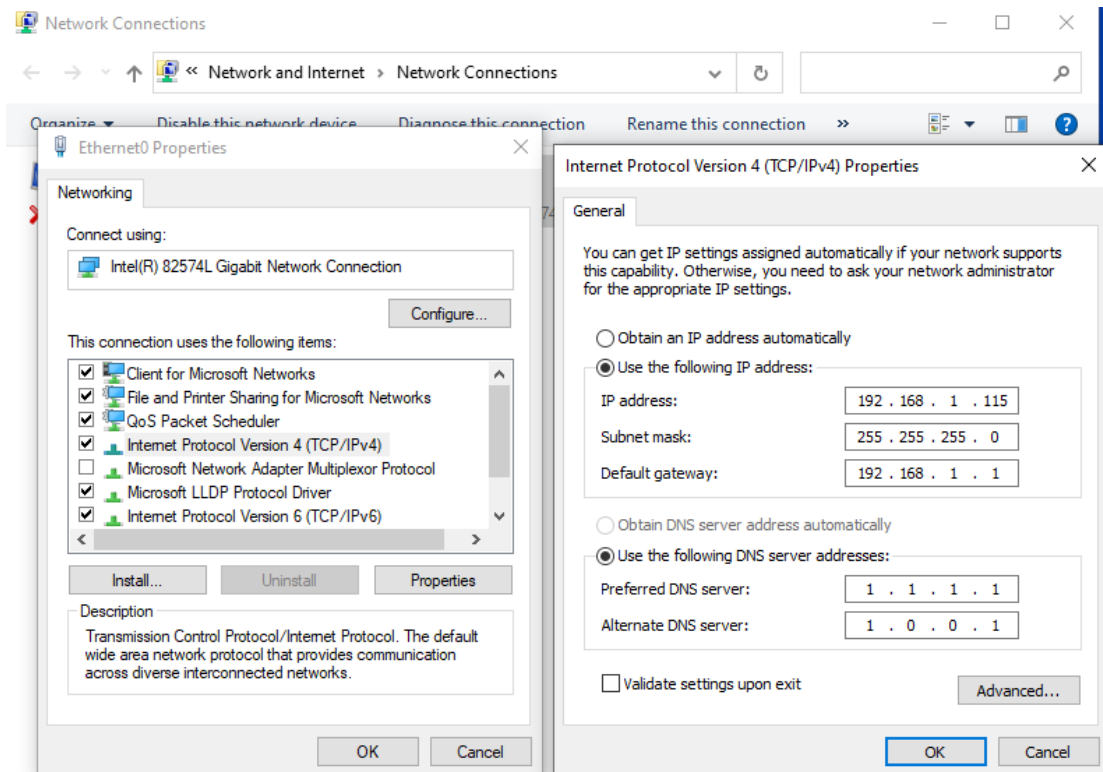 Network Connections
« Network and Internet > Network Connections
Organize Disable this network device Diagnose this connection Rename this connection »
Ethernet0 Properties
Networking
Connect using:
Intel(R) 82574L Gigabit Network Connection
Configure...
This connection uses the following items:
Client for Microsoft Networks
File and Printer Sharing for Microsoft Networks
QoS Packet Scheduler
Internet Protocol Version 4 (TCP/IPv4)
Microsoft Network Adapter Multiplexor Protocol
Microsoft LLDP Protocol Driver
Internet Protocol Version 6 (TCP/IPv6)
Install... Uninstall Properties
Description
Transmission Control Protocol/Internet Protocol. The default
wide area network protocol that provides communication
across diverse interconnected networks.
OK Cancel
Internet Protocol Version 4 (TCP/IPv4) Properties
General
You can get IP settings assigned automatically if your network supports
this capability. Otherwise, you need to ask your network administrator
for the appropriate IP settings.
Obtain an IP address automatically
Use the following IP address:
IP address: 192 . 168 . 1 . 115
Subnet mask: 255 . 255 . 255 . 0
Default gateway: 192 . 168 . 1 . 1
Obtain DNS server address automatically
Use the following DNS server addresses:
Preferred DNS server: 1 . 1 . 1 . 1
Alternate DNS server: 1 . 0 . 0 . 1
Validate settings upon exit
Advanced...
OK Cancel